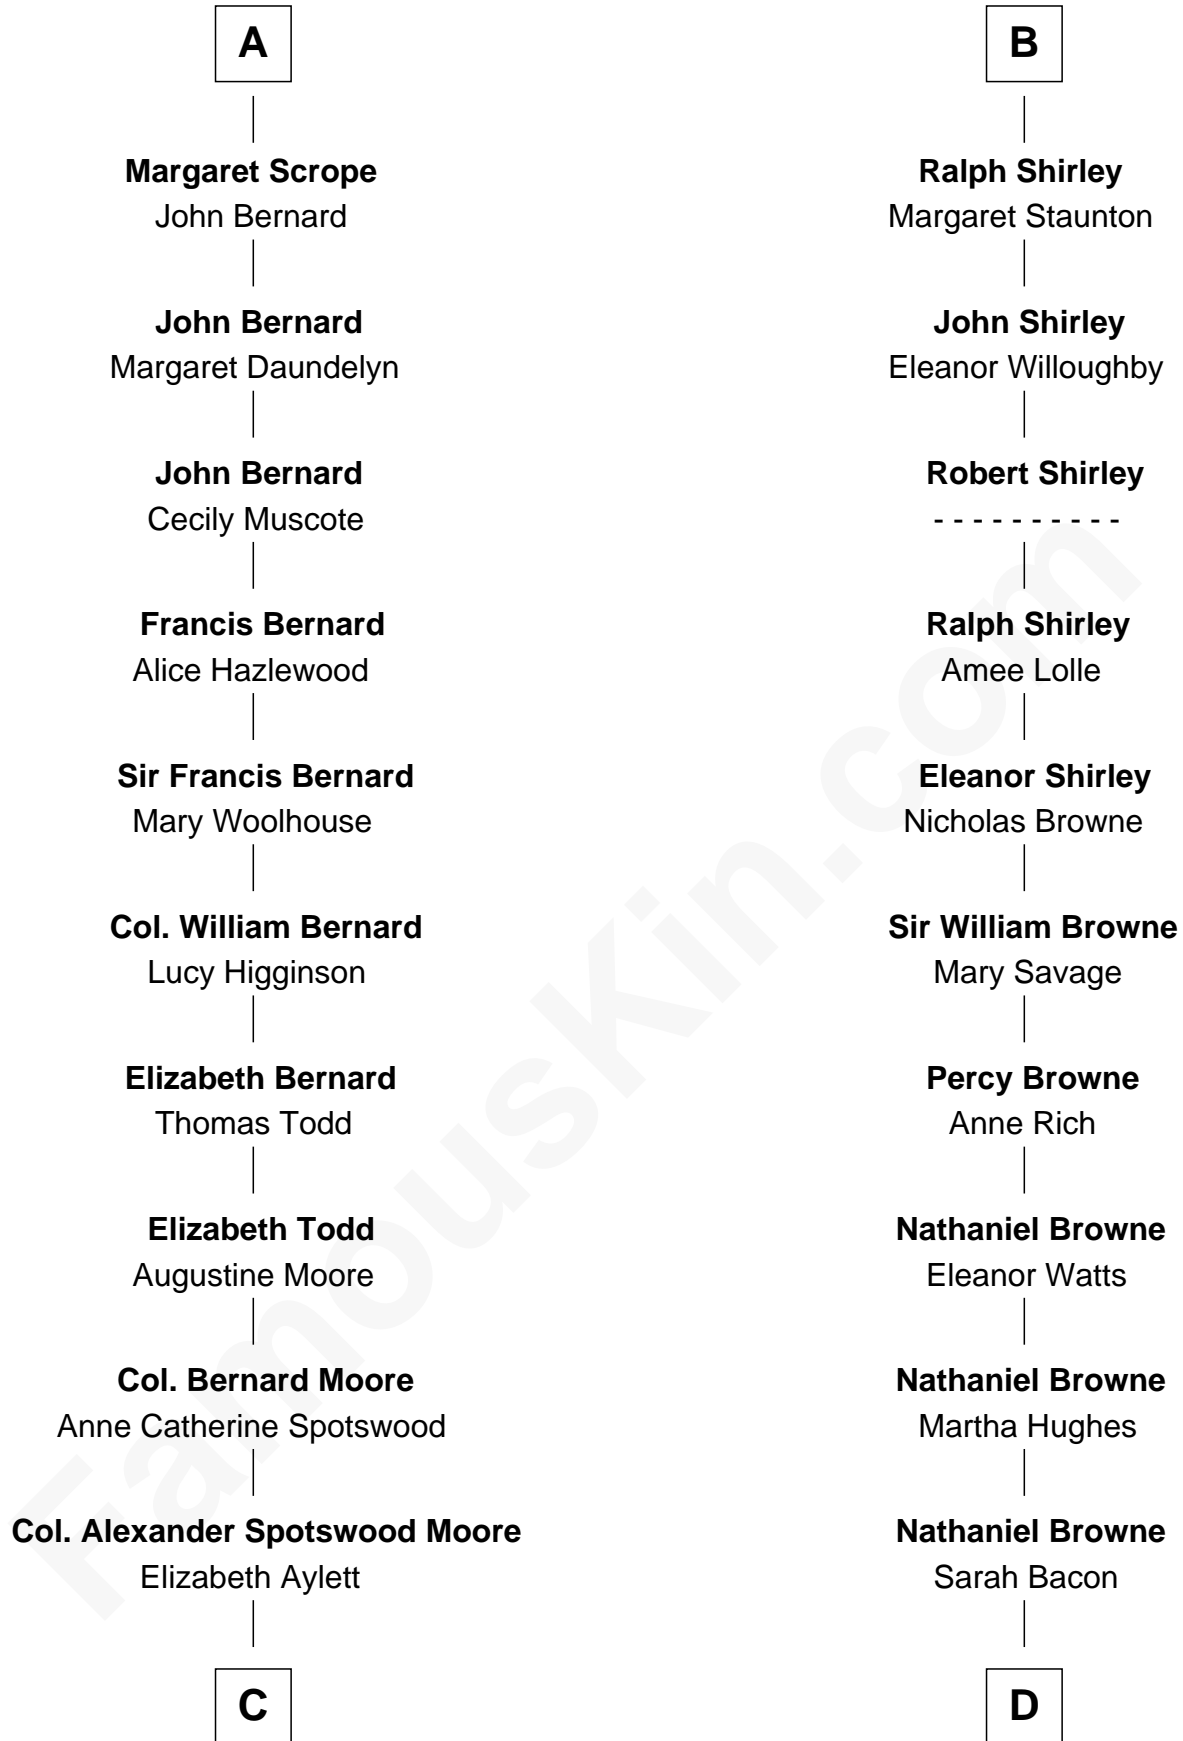 A
Margaret Scrope
John Bernard
John Bernard
Margaret Daundelyn
John Bernard
Cecily Muscote
Francis Bernard
Alice Hazlewood
Sir Francis Bernard
Mary Woolhouse
Col. William Bernard
Lucy Higginson
Elizabeth Bernard
Thomas Todd
Elizabeth Todd
Augustine Moore
Col. Bernard Moore
Anne Catherine Spotswood
Col. Alexander Spotswood Moore
Elizabeth Aylett
C
B
Ralph Shirley
Margaret Staunton
John Shirley
Eleanor Willoughby
Robert Shirley
- - - - - - - - - -
Ralph Shirley
Amee Lolle
Eleanor Shirley
Nicholas Browne
Sir William Browne
Mary Savage
Percy Browne
Anne Rich
Nathaniel Browne
Eleanor Watts
Nathaniel Browne
Martha Hughes
Nathaniel Browne
Sarah Bacon
D
FamousKin.com